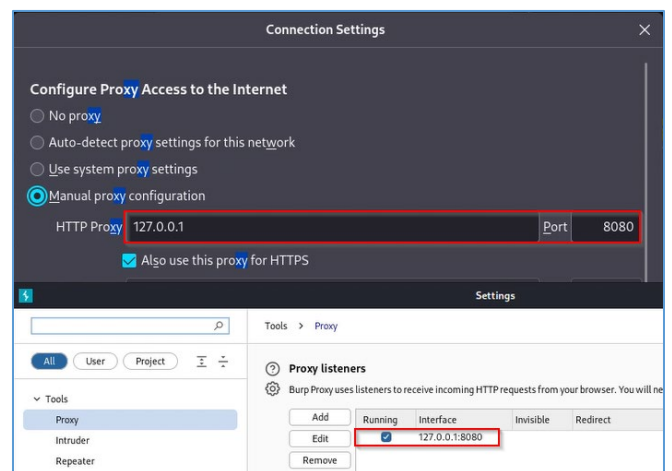 Connection Settings
Configure Proxy Access to the Internet
No proxy
Auto-detect proxy settings for this network
Use system proxy settings
Manual proxy configuration
HTTP Proxy 127.0.0.1 Port 8080
Also use this proxy for HTTPS
Settings
Tools > Proxy
All User Project
Proxy listeners
Burp Proxy uses listeners to receive incoming HTTP requests from your browser. You will ne
Tools
Proxy
Intruder
Repeater
Add Running Interface Invisible Redirect
Edit 127.0.0.1:8080
Remove